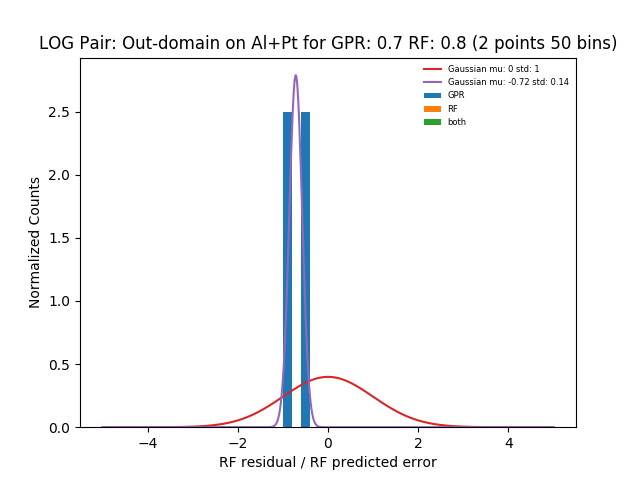 LOG Pair: Out-domain on Al+Pt for GPR: 0.7 RF: 0.8 (2 points 50 bins)
Gaussian mu: 0 std: 1
Gaussian mu: -0.72 std: 0.14
GPR
RF
both
Normalized Counts
2.5
2.0
1.5
1.0
0.5
0.0
−4 −2 0 2 4
RF residual / RF predicted error